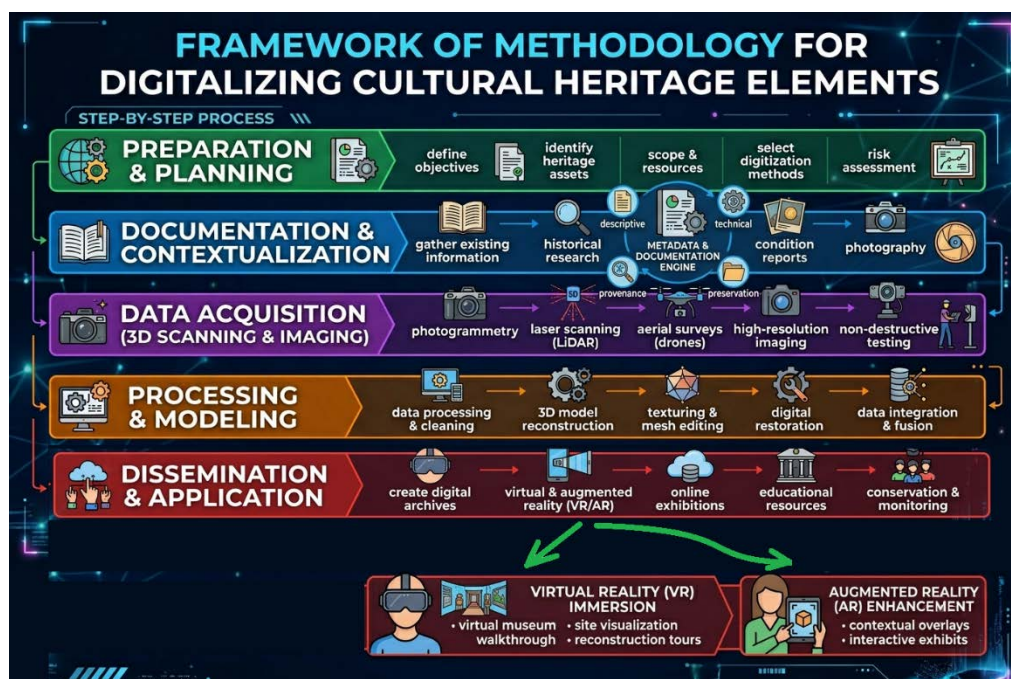 FRAMEWORK OF METHODOLOGY FOR
DIGITALIZING CULTURAL HERITAGE ELEMENTS
STEP-BY-STEP PROCESS
PREPARATION
& PLANNING
define
objectives
identify
heritage
assets
scope &
resources
select
digitization
methods
risk
assessment
DOCUMENTATION &
CONTEXTUALIZATION
gather existing
information
historical
research
descriptive
technical
METADATA &
DOCUMENTATION
ENGINE
provenance
preservation
condition
reports
photography
DATA ACQUISITION
(3D SCANNING & IMAGING)
photogrammetry
laser scanning
(LiDAR)
aerial surveys
(drones)
high-resolution
imaging
non-destructive
testing
PROCESSING
& MODELING
data processing
& cleaning
3D model
reconstruction
texturing &
mesh editing
digital
restoration
data integration
& fusion
DISSEMINATION
& APPLICATION
create digital
archives
virtual & augmented
reality (VR/AR)
online
exhibitions
educational
resources
conservation &
monitoring
VIRTUAL REALITY (VR)
IMMERSION
• virtual museum
walkthrough
• site visualization
• reconstruction tours
AUGMENTED REALITY
(AR) ENHANCEMENT
• contextual overlays
• interactive exhibits